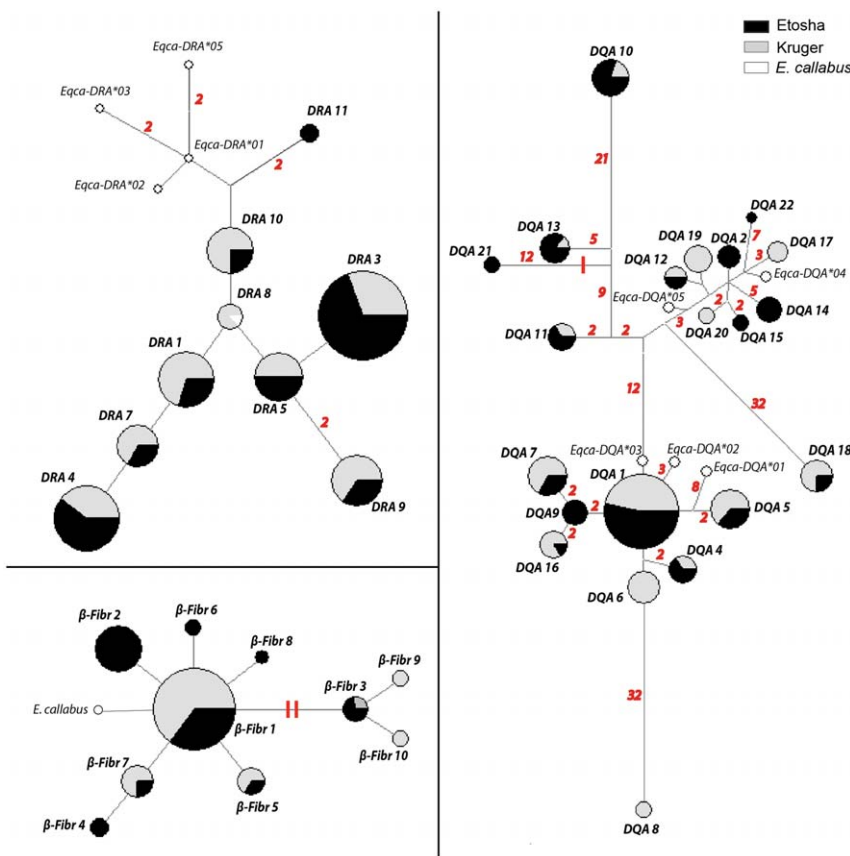 Eqca-DRA*05
Eqca-DRA*03
2
2
DRA 11
Eqca-DRA*01
2
Eqca-DRA*02
DRA 10
DRA 3
DRA 8
DRA 1
DRA 5
DRA 7
2
DRA 4
DRA 9
β-Fibr 6
β-Fibr 2
β-Fibr 8
β-Fibr 9
β-Fibr 3
E. callabus
β-Fibr 1
β-Fibr 10
β-Fibr 7
β-Fibr 5
β-Fibr 4
Etosha
Kruger
E. callabus
DQA 10
21
DQA 22
DQA 13
DQA 19
DQA 2
7
DQA 17
5
3
DQA 21
12
DQA 12
Eqca-DQA*04
9
Eqca-DQA*05
2
2
5
DQA 14
DQA 11
2
2
3
DQA 20
DQA 15
12
32
Eqca-DQA*03
Eqca-DQA*02
DQA 7
DQA 1
3
Eqca-DQA*01
DQA 18
2
8
DQA9
2
2
DQA 5
2
DQA 16
2
DQA 4
DQA 6
32
DQA 8